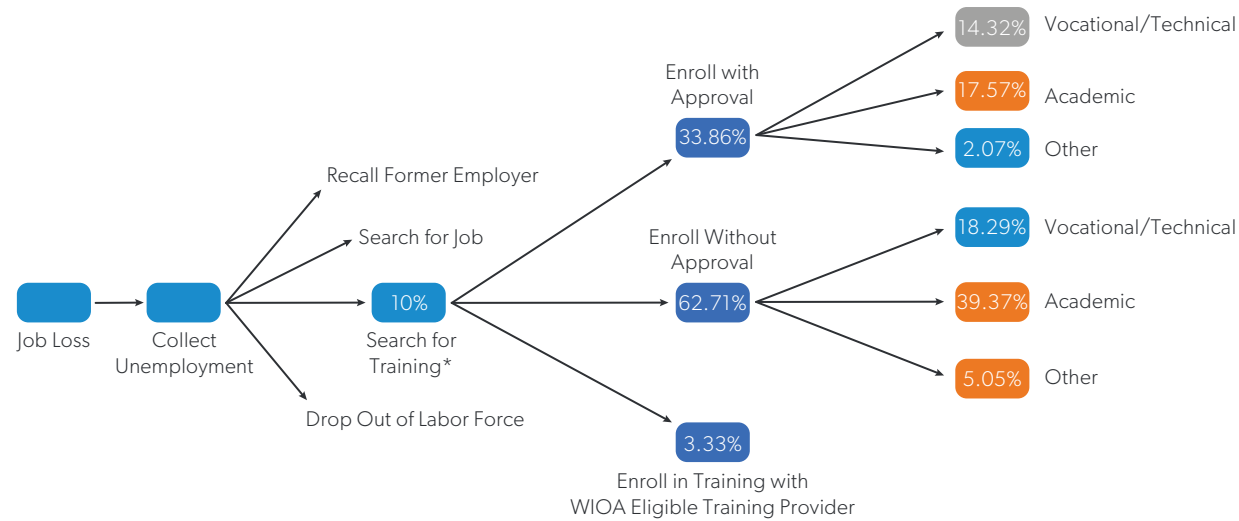 Job Loss
Collect
Unemployment
Recall Former Employer
Search for Job
10%
Search for
Training*
Drop Out of Labor Force
Enroll with
Approval
33.86%
14.32%
Vocational/Technical
17.57%
Academic
2.07%
Other
Enroll Without
Approval
62.71%
18.29%
Vocational/Technical
39.37%
Academic
5.05%
Other
3.33%
Enroll in Training with
WIOA Eligible Training Provider